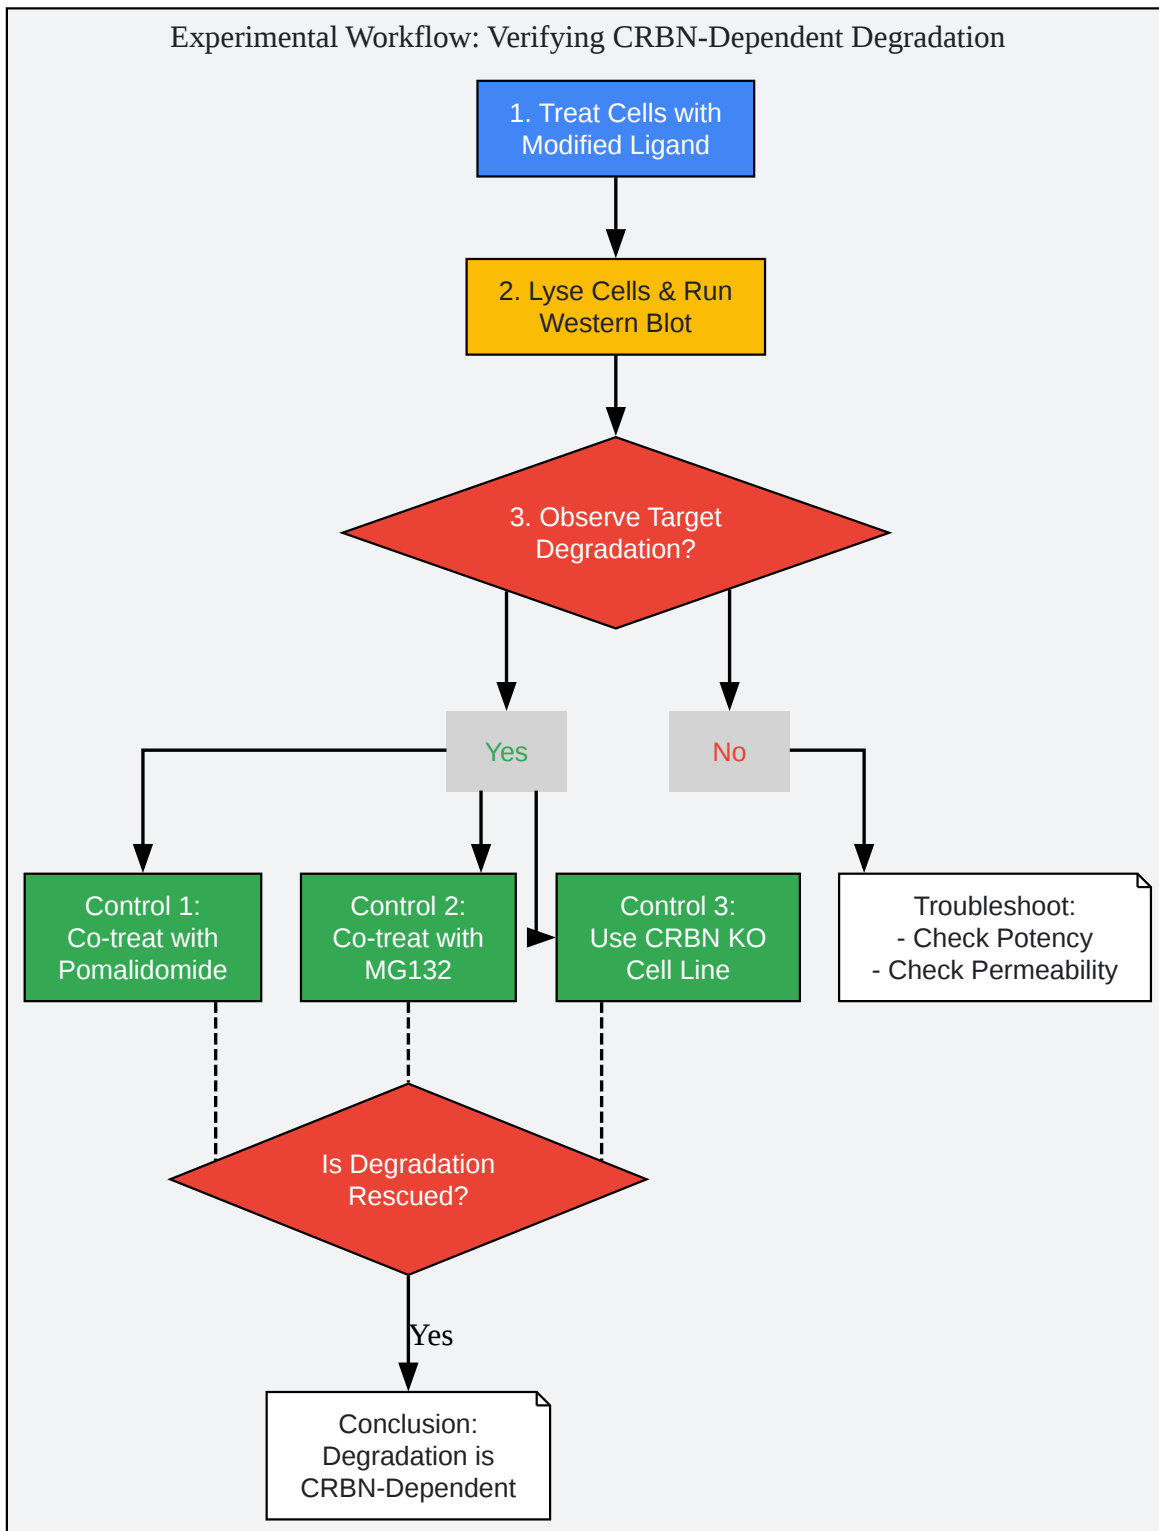 Experimental Workflow: Verifying CRBN-Dependent Degradation
1. Treat Cells with
Modified Ligand
2. Lyse Cells & Run
Western Blot
3. Observe Target
Degradation?
Yes
No
Control 1:
Co-treat with
Pomalidomide
Control 2:
Co-treat with
MG132
Control 3:
Use CRBN KO
Cell Line
Troubleshoot:
- Check Potency
- Check Permeability
Is Degradation
Rescued?
Yes
Conclusion:
Degradation is
CRBN-Dependent